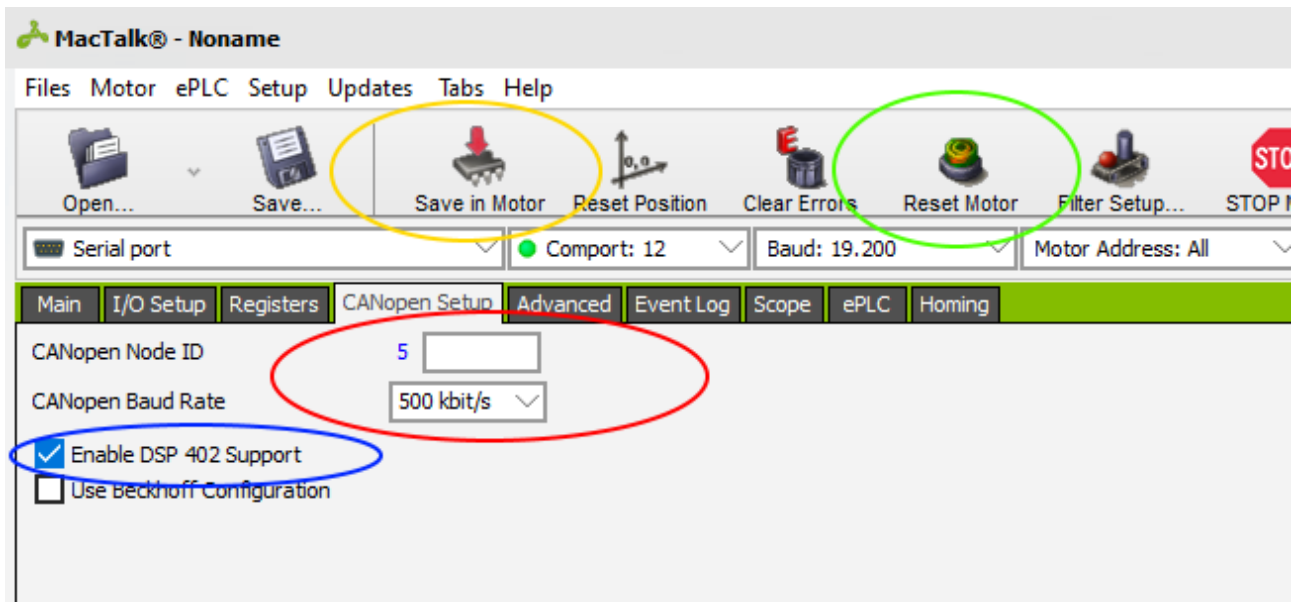 MacTalk® - Noname
Files Motor ePLC Setup Updates Tabs Help
Open... Save... Save in Motor Reset Position Clear Errors Reset Motor Filter Setup... STOP
Serial port Comport: 12 Baud: 19.200 Motor Address: All
Main I/O Setup Registers CANopen Setup Advanced Event Log Scope ePLC Homing
CANopen Node ID 5
CANopen Baud Rate 500 kbit/s
Enable DSP 402 Support
Use Beckhoff Configuration